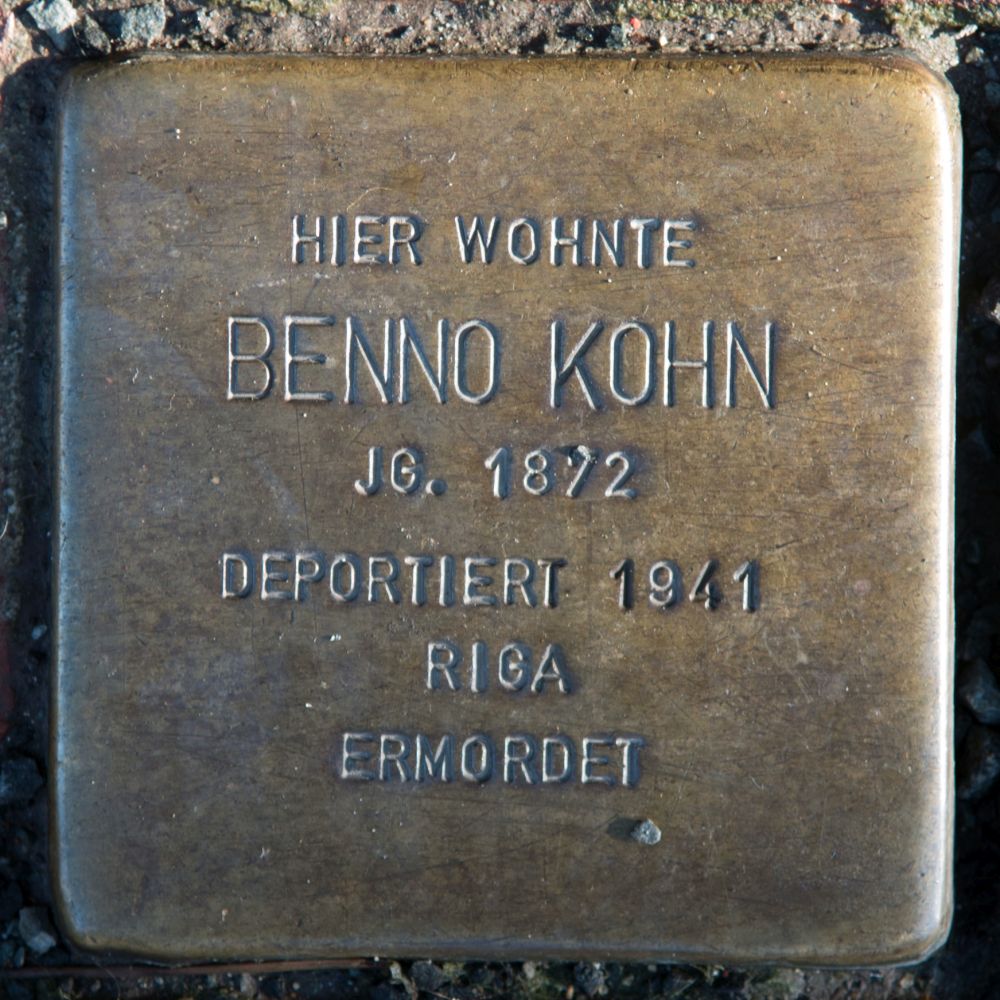 HIER WOHNTE
BENNO KOHN
JG. 1872
DEPORTIERT 1941
RIGA
ERMORDET